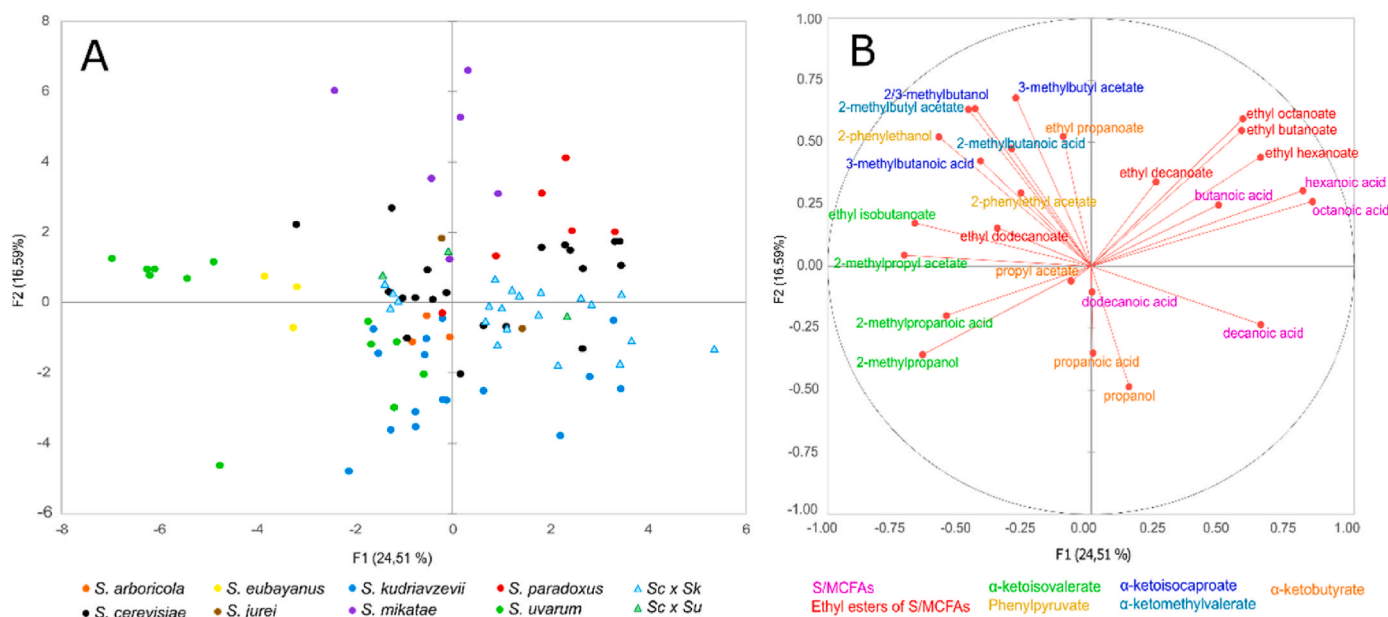 A
8
6
4
2
0
-2
-4
-6
-8
-6
-4
-2
0
2
4
6
F2 (16.59%)
F1 (24,51 %)
S. arboricola
S. eubayanus
S. kudriavzevii
S. paradoxus
Sc x Sk
S. cerevisiae
S. jurei
S. mikatae
S. uvarum
Sc x Su
B
1.00
0.75
0.50
0.25
0.00
-0.25
-0.50
-0.75
-1.00
-1.00
-0.75
-0.50
-0.25
0.00
0.25
0.50
0.75
1.00
F2 (16.59%)
F1 (24,51 %)
2/3-methylbutanol
3-methylbutyl acetate
2-methylbutyl acetate
ethyl octanoate
ethyl propanoate
ethyl butanoate
2-phenylethanol
2-methylbutanoic acid
ethyl hexanoate
3-methylbutanoic acid
ethyl decanoate
hexanoic acid
butanoic acid
2-phenylethyl acetate
octanoic acid
ethyl isobutanoate
ethyl dodecanoate
2-methylpropyl acetate
propyl acetate
dodecanoic acid
2-methylpropanoic acid
decanoic acid
2-methylpropanol
propanoic acid
propanol
S/MCFAs
α-ketoisovalerate
α-ketoisocaproate
α-ketobutyrate
Ethyl esters of S/MCFAs
Phenylpyruvate
α-ketomethylvalerate